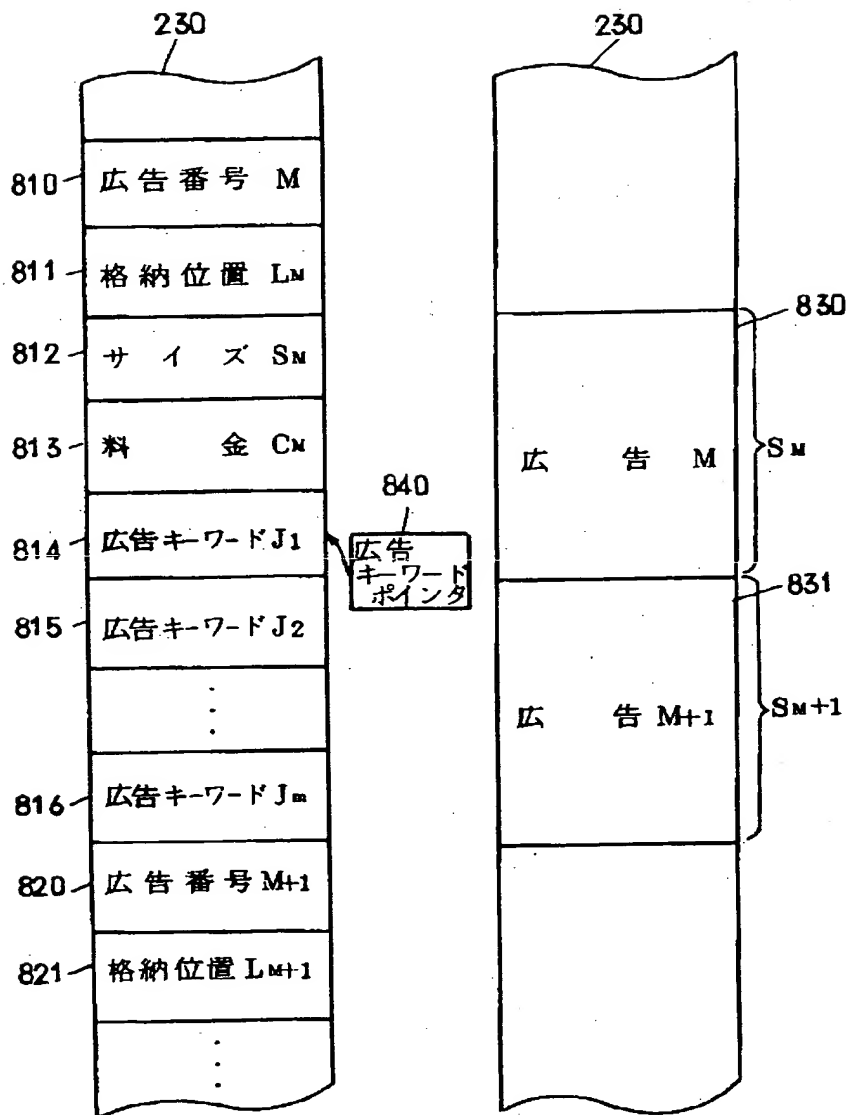 230
810 広告番号 M
811 格納位置 LM
812 サイズ SM
813 料金 CM
814 広告キーワード J1
815 広告キーワード J2
⋮
816 広告キーワード Jm
820 広告番号 M+1
821 格納位置 LM+1
⋮
840
広告
キーワード
ポインタ
230
830
広告 M
SM
831
広告 M+1
SM+1